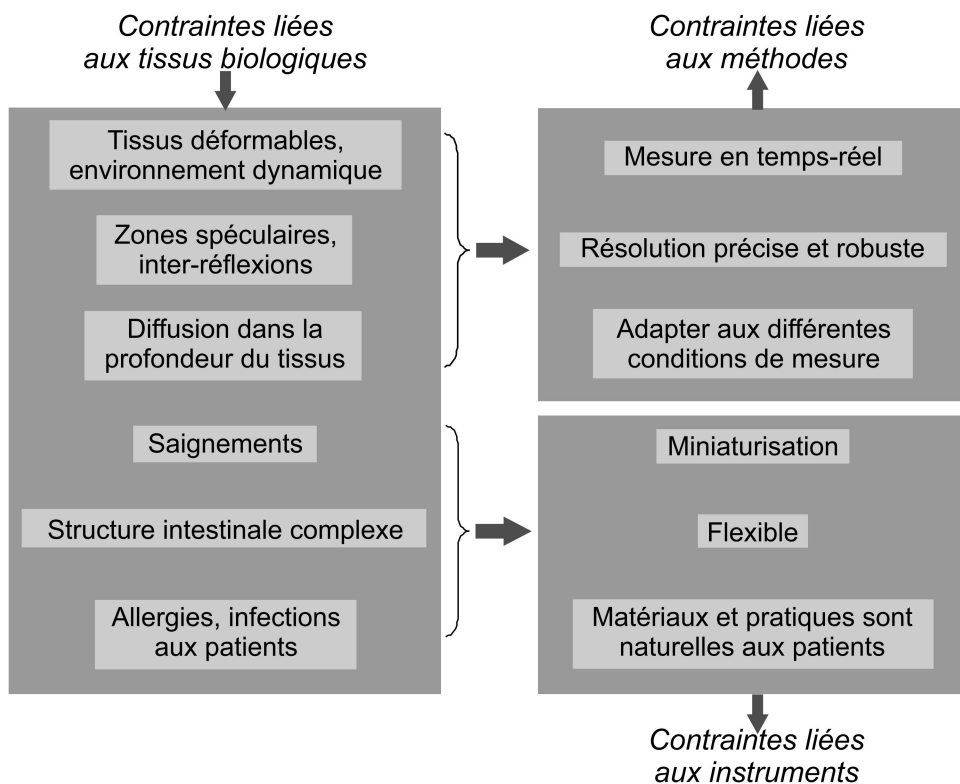 Contraintes liées
aux tissus biologiques
Tissus déformables,
environnement dynamique
Zones spéculaires,
inter-réflexions
Diffusion dans la
profondeur du tissus
Saignements
Structure intestinale complexe
Allergies, infections
aux patients
Contraintes liées
aux méthodes
Mesure en temps-réel
Résolution précise et robuste
Adapter aux différentes
conditions de mesure
Miniaturisation
Flexible
Matériaux et pratiques sont
naturelles aux patients
Contraintes liées
aux instruments